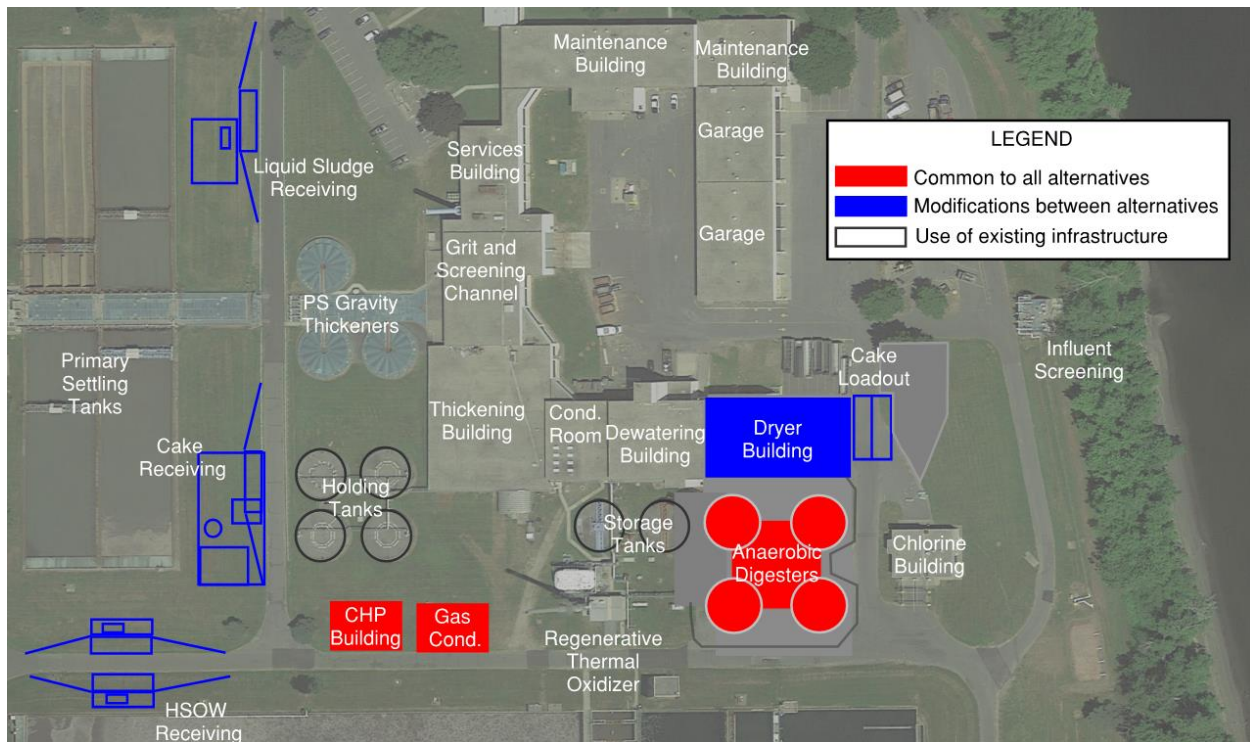 Maintenance
Building
Maintenance
Building
Garage
LEGEND
Common to all alternatives
Modifications between alternatives
Use of existing infrastructure
Services
Building
Liquid Sludge
Receiving
Garage
Grit and
Screening
Channel
PS Gravity
Thickeners
Primary
Settling
Tanks
Influent
Screening
Cake
Loadout
Thickening
Building
Cond.
Room
Dewatering
Building
Dryer
Building
Cake
Receiving
Holding
Tanks
Storage
Tanks
Anaerobic
Digesters
Chlorine
Building
CHP
Building
Gas
Cond.
Regenerative
Thermal
Oxidizer
HSOW
Receiving